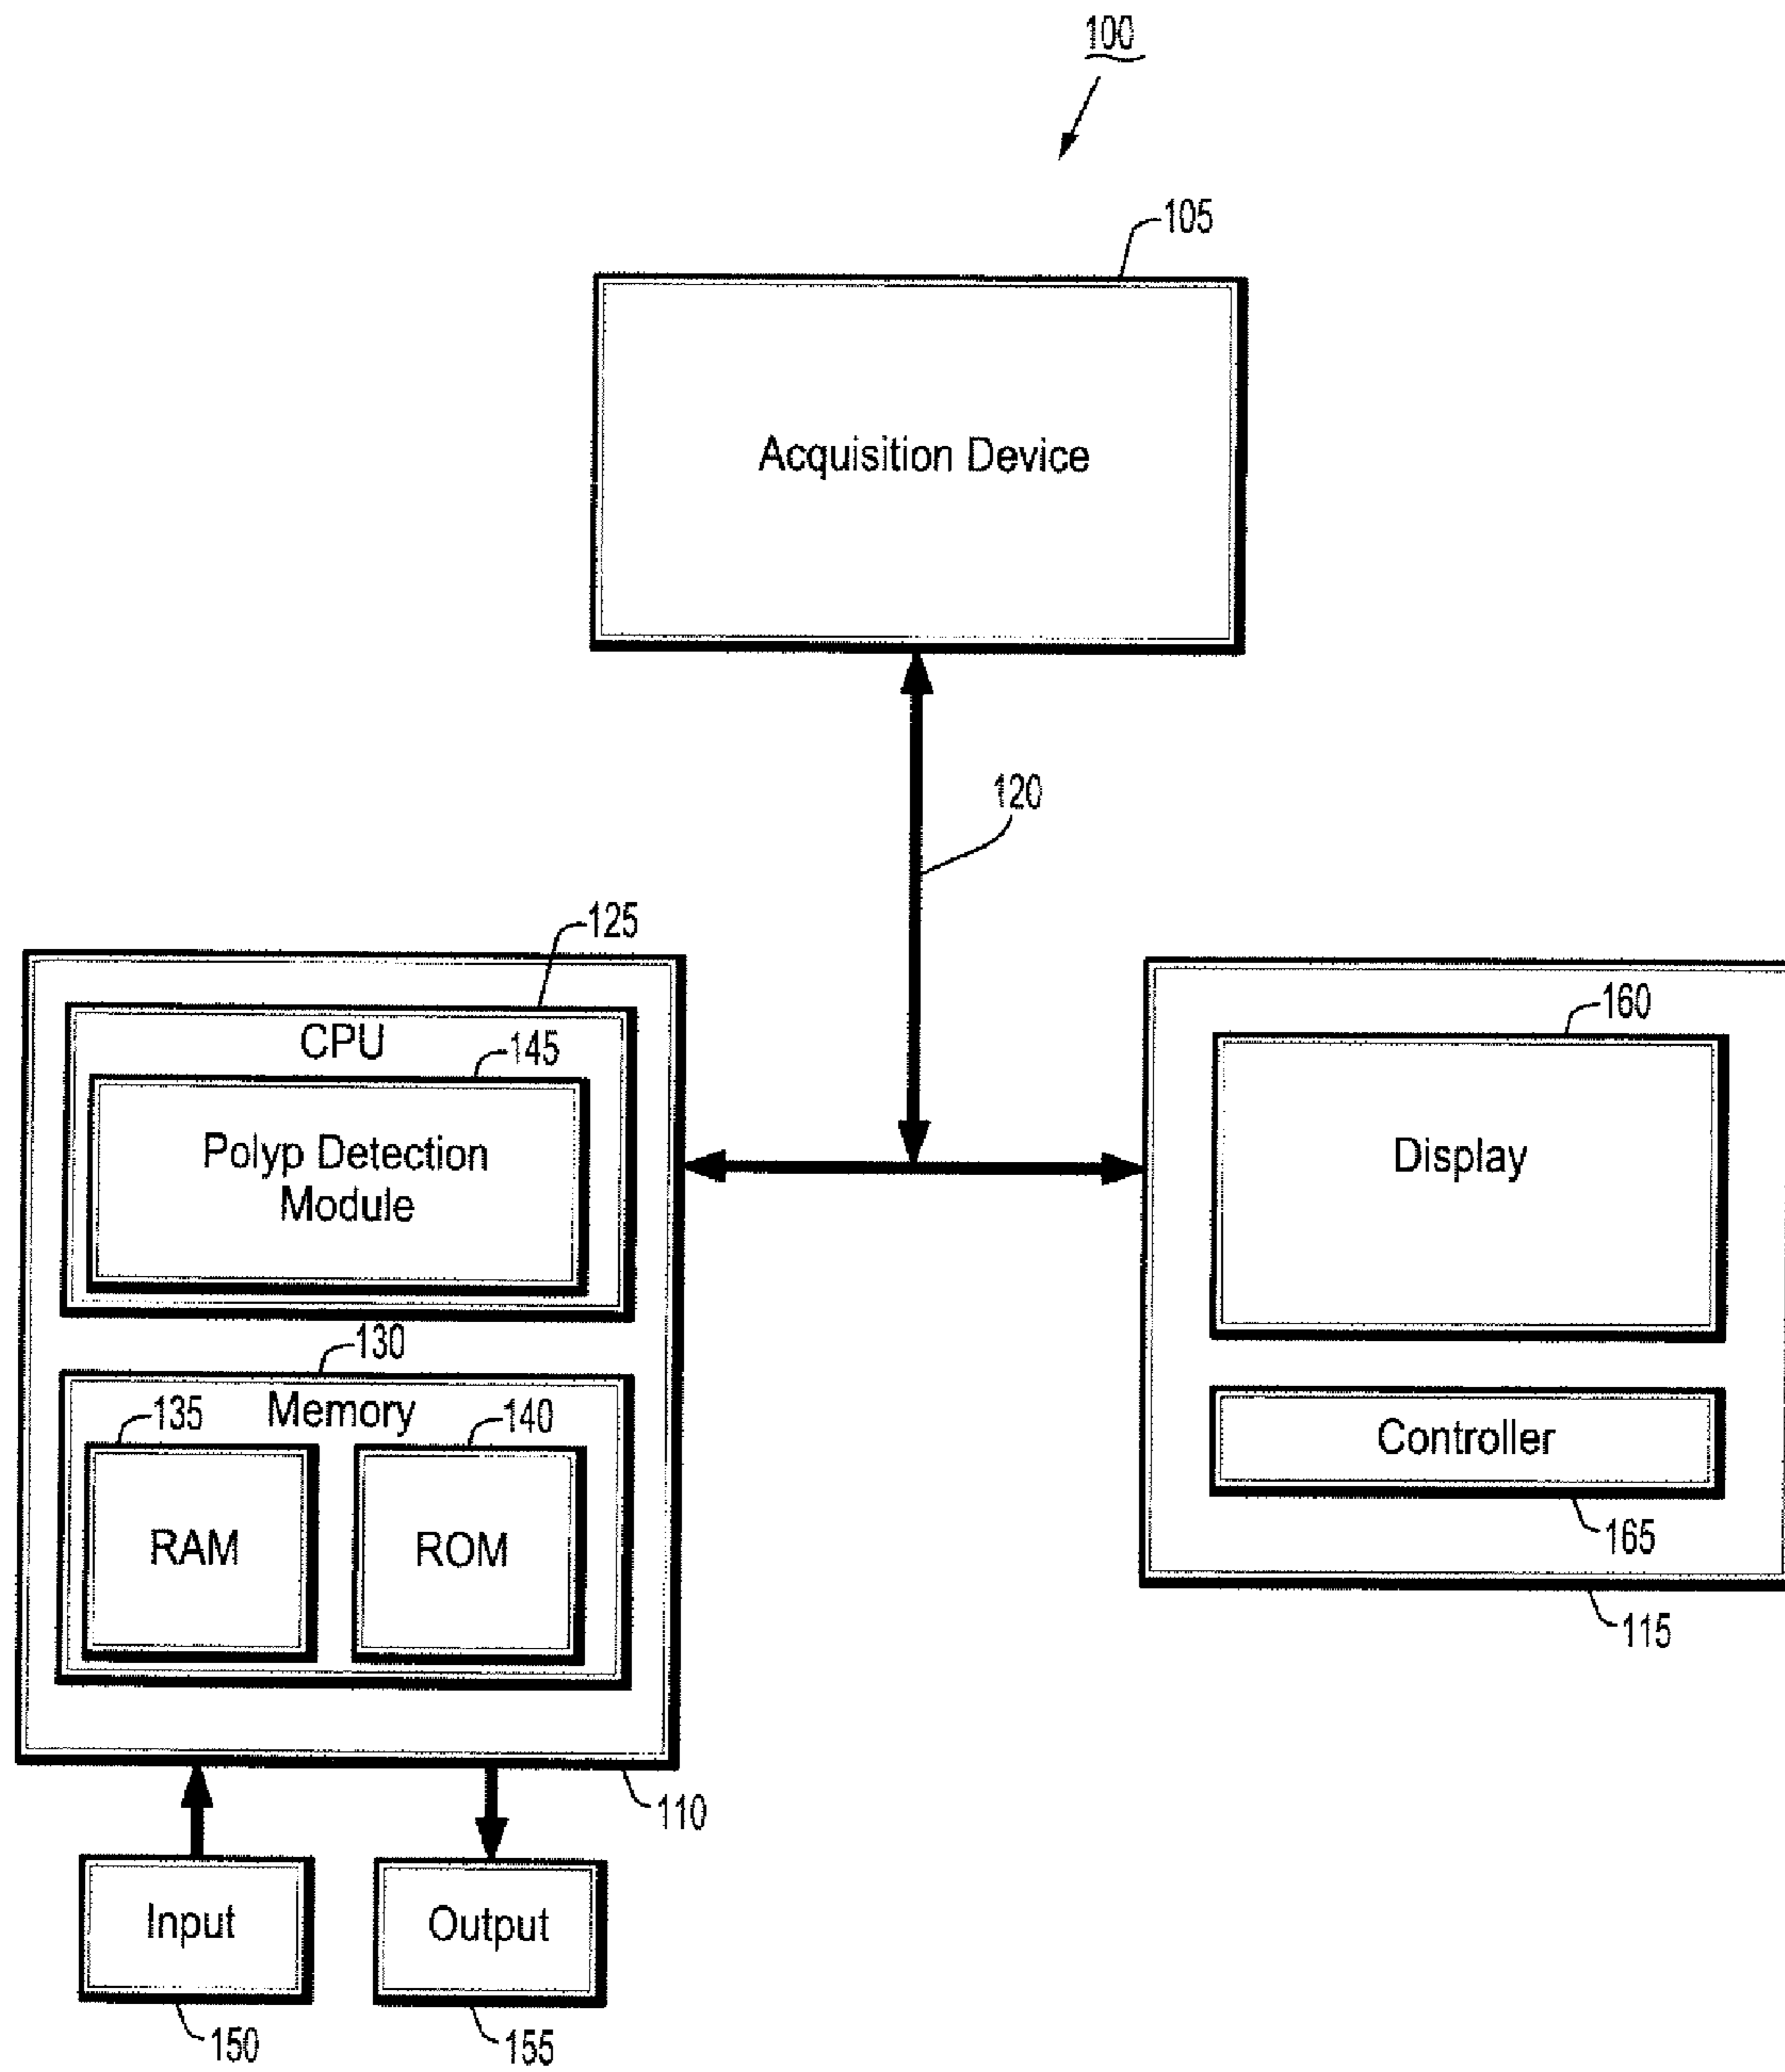 100
105
Acquisition Device
120
125
CPU
145
Polyp Detection
Module
130
Memory
135
140
RAM
ROM
110
Input
Output
150
155
160
Display
Controller
165
115